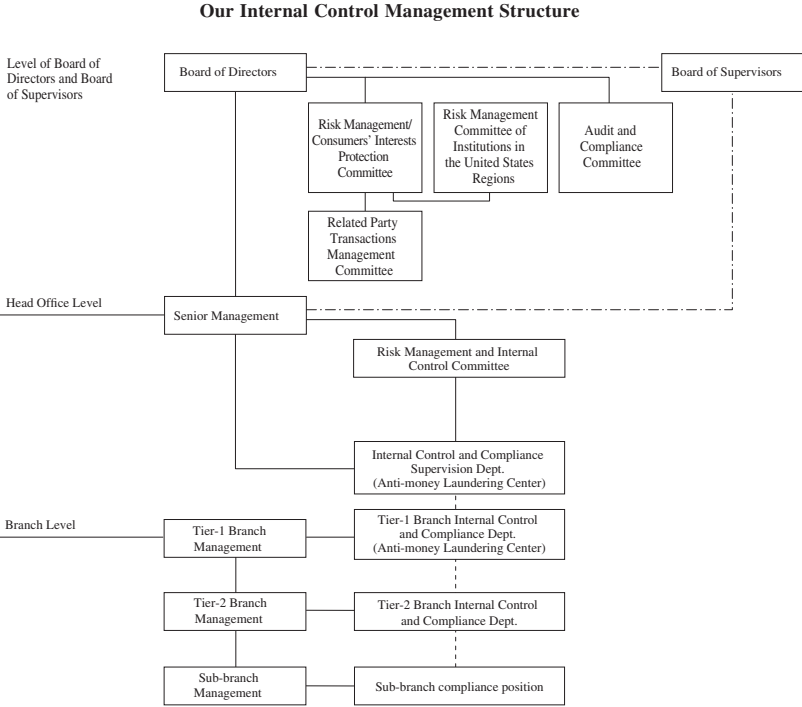 Our Internal Control Management Structure
Level of Board of
Directors and Board
of Supervisors
Board of Directors
Board of Supervisors
Risk Management/
Consumers’ Interests
Protection
Committee
Risk Management
Committee of
Institutions in
the United States
Regions
Audit and
Compliance
Committee
Related Party
Transactions
Management
Committee
Head Office Level
Senior Management
Risk Management and Internal
Control Committee
Internal Control and Compliance
Supervision Dept.
(Anti-money Laundering Center)
Branch Level
Tier-1 Branch
Management
Tier-1 Branch Internal Control
and Compliance Dept.
(Anti-money Laundering Center)
Tier-2 Branch
Management
Tier-2 Branch Internal Control
and Compliance Dept.
Sub-branch
Management
Sub-branch compliance position